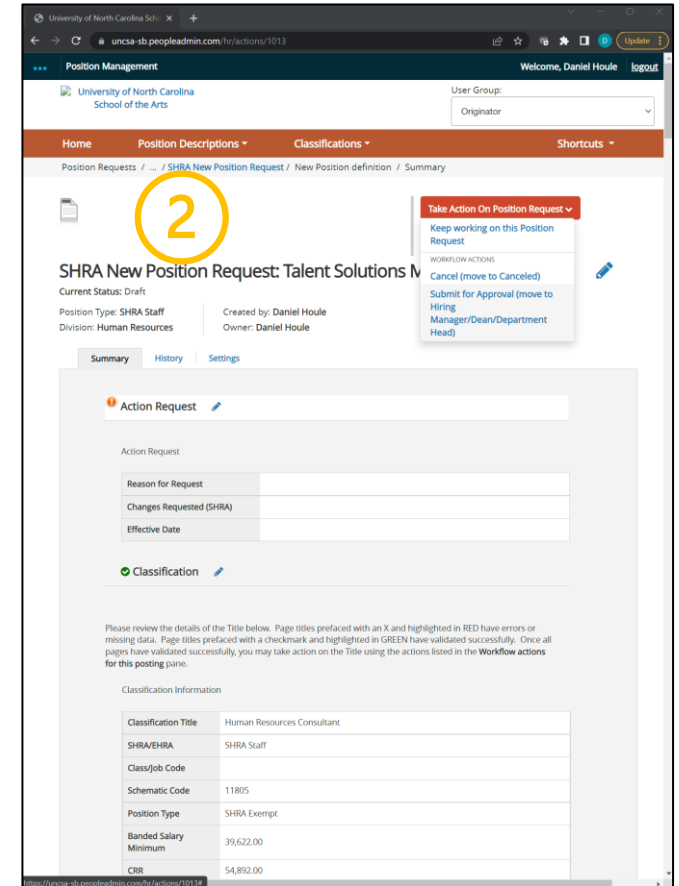 University of North Carolina Scho
uncsa-sb.peopleadmin.com/hr/actions/1013
D
Update
Position Management
Welcome, Daniel Houle
logout
University of North Carolina
School of the Arts
User Group:
Originator
Home
Position Descriptions
Classifications
Shortcuts
Position Requests / ... / SHRA New Position Request / New Position definition / Summary
2
Take Action On Position Request
Keep working on this Position
Request
WORKFLOW ACTIONS
Cancel (move to Canceled)
Submit for Approval (move to
Hiring
Manager/Dean/Department
Head)
SHRA New Position Request: Talent Solutions M
Current Status: Draft
Position Type: SHRA Staff
Created by: Daniel Houle
Division: Human Resources
Owner: Daniel Houle
Summary
History
Settings
Action Request
Action Request
Reason for Request
Changes Requested (SHRA)
Effective Date
Classification
Please review the details of the Title below. Page titles prefaced with an X and highlighted in RED have errors or
missing data. Page titles prefaced with a checkmark and highlighted in GREEN have validated successfully. Once all
pages have validated successfully, you may take action on the Title using the actions listed in the Workflow actions
for this posting pane.
Classification Information
Classification Title Human Resources Consultant
SHRA/EHRA SHRA Staff
Class/Job Code
Schematic Code 11805
Position Type SHRA Exempt
Banded Salary
Minimum
39,622.00
CRR 54,892.00
https://uncsa-sb.peopleadmin.com/hr/actions/1013#